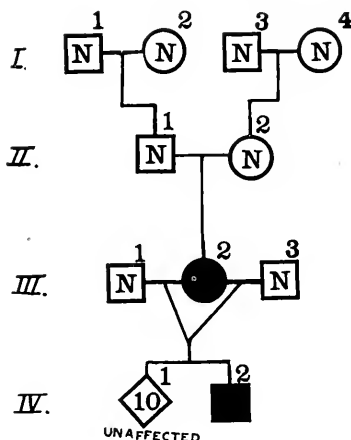 1 2 3 4
I. N N N N
1 2
II. N N
1 2 3
III. N N
IV. 1 2
10
UNAFFECTED